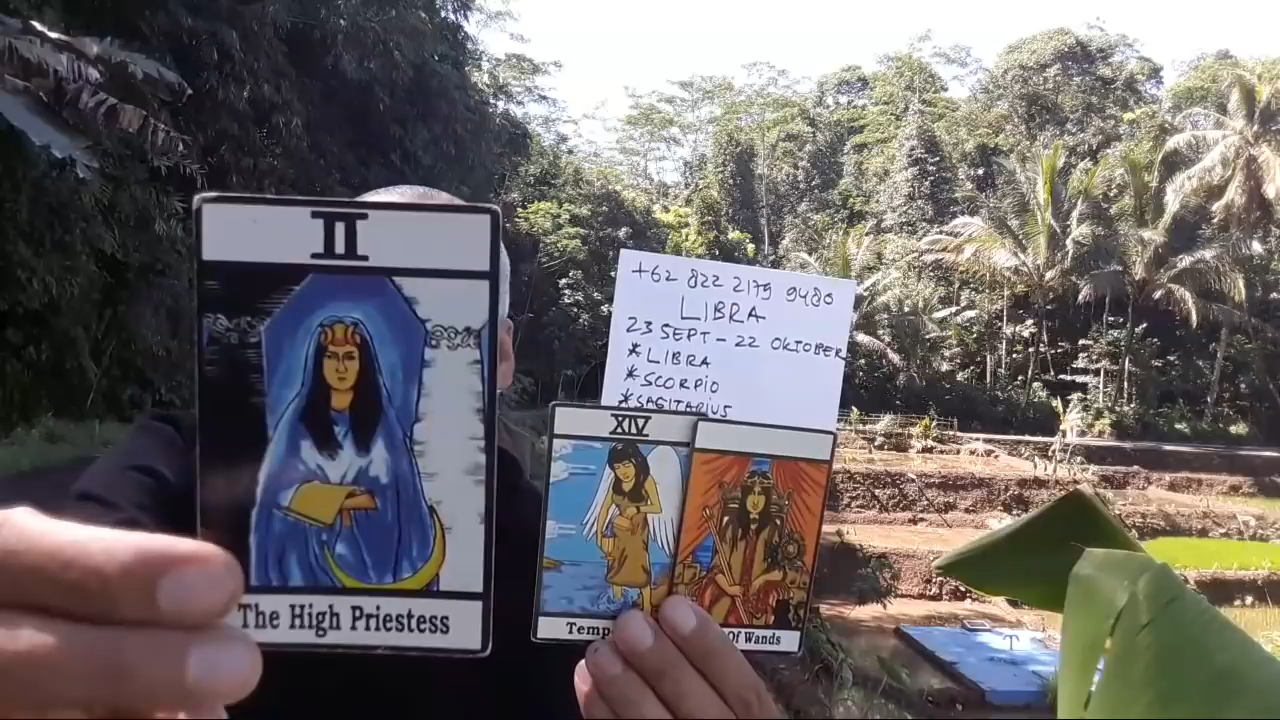 II
The High Priestess
+62 822 2179 9480
LIBRA
23 SEPT - 22 OKTOBER
* LIBRA
* SCORPIO
* SAGITARIUS
XIV
Temp
Of Wands